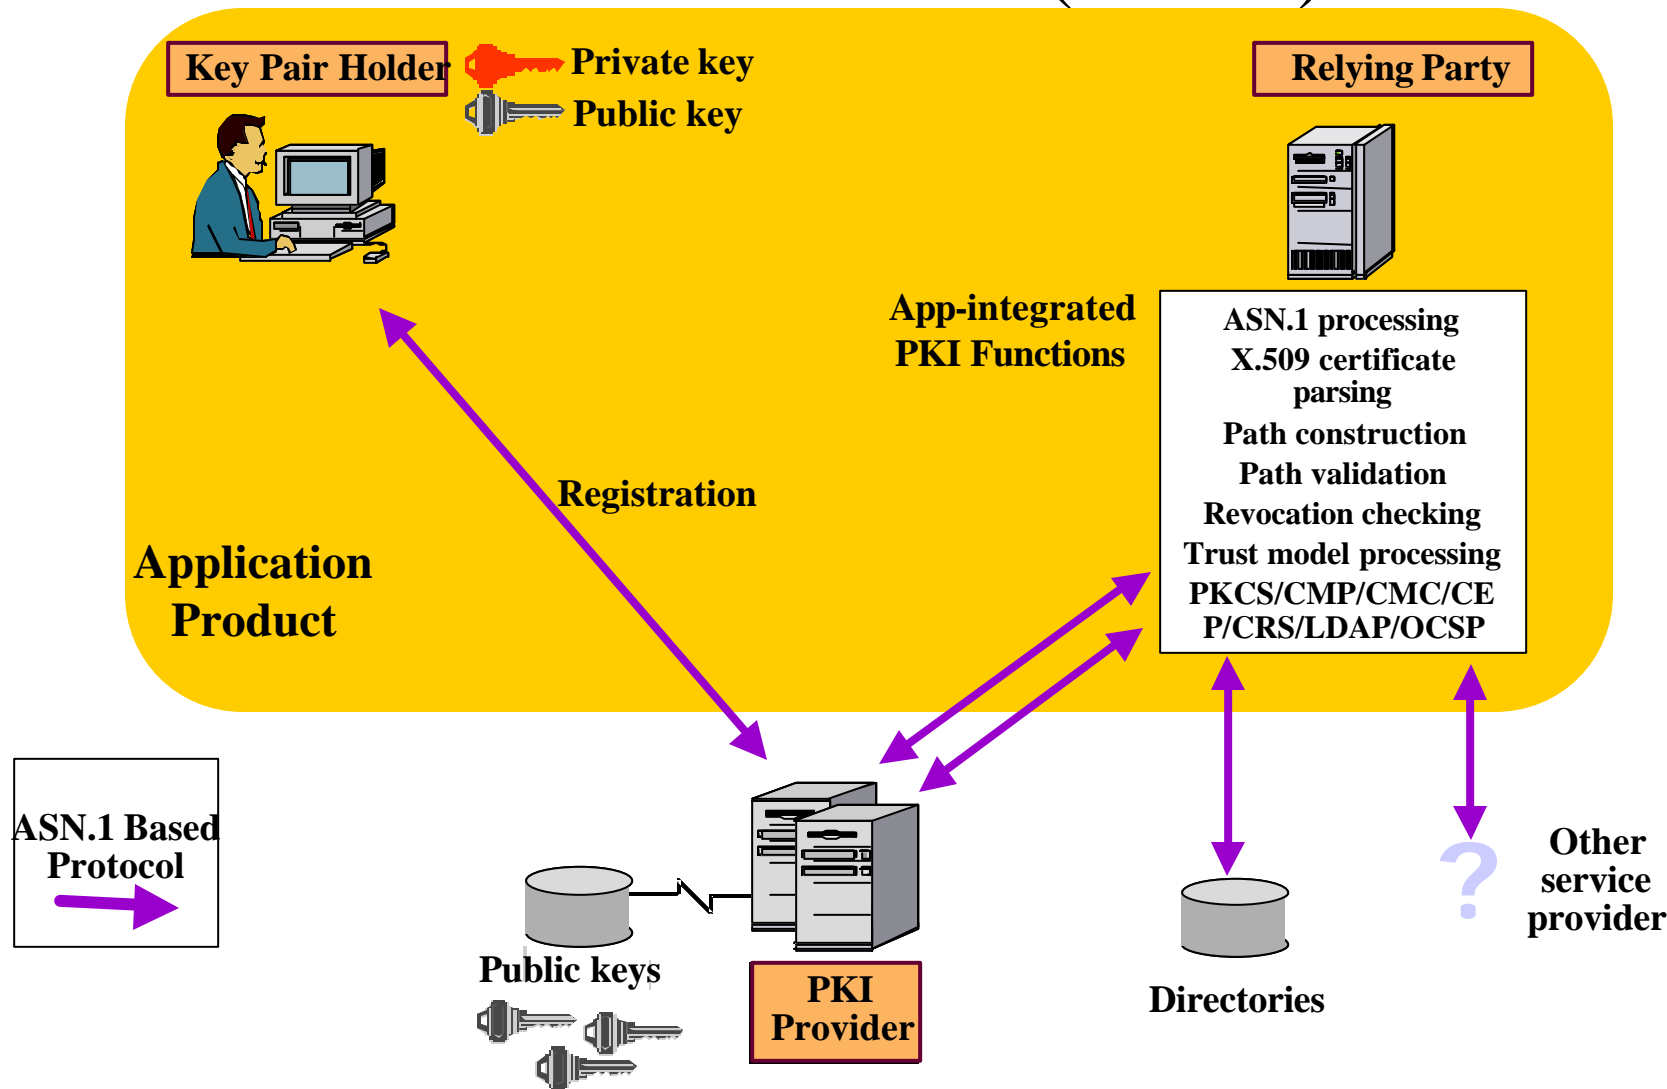 Key Pair Holder
Private key
Public key
Relying Party
App-integrated
PKI Functions
ASN.1 processing
X.509 certificate
parsing
Path construction
Path validation
Revocation checking
Trust model processing
PKCS/CMP/CMC/CE
P/CRS/LDAP/OCSP
Registration
Application
Product
ASN.1 Based
Protocol
Public keys
PKI
Provider
Directories
?
Other
service
provider